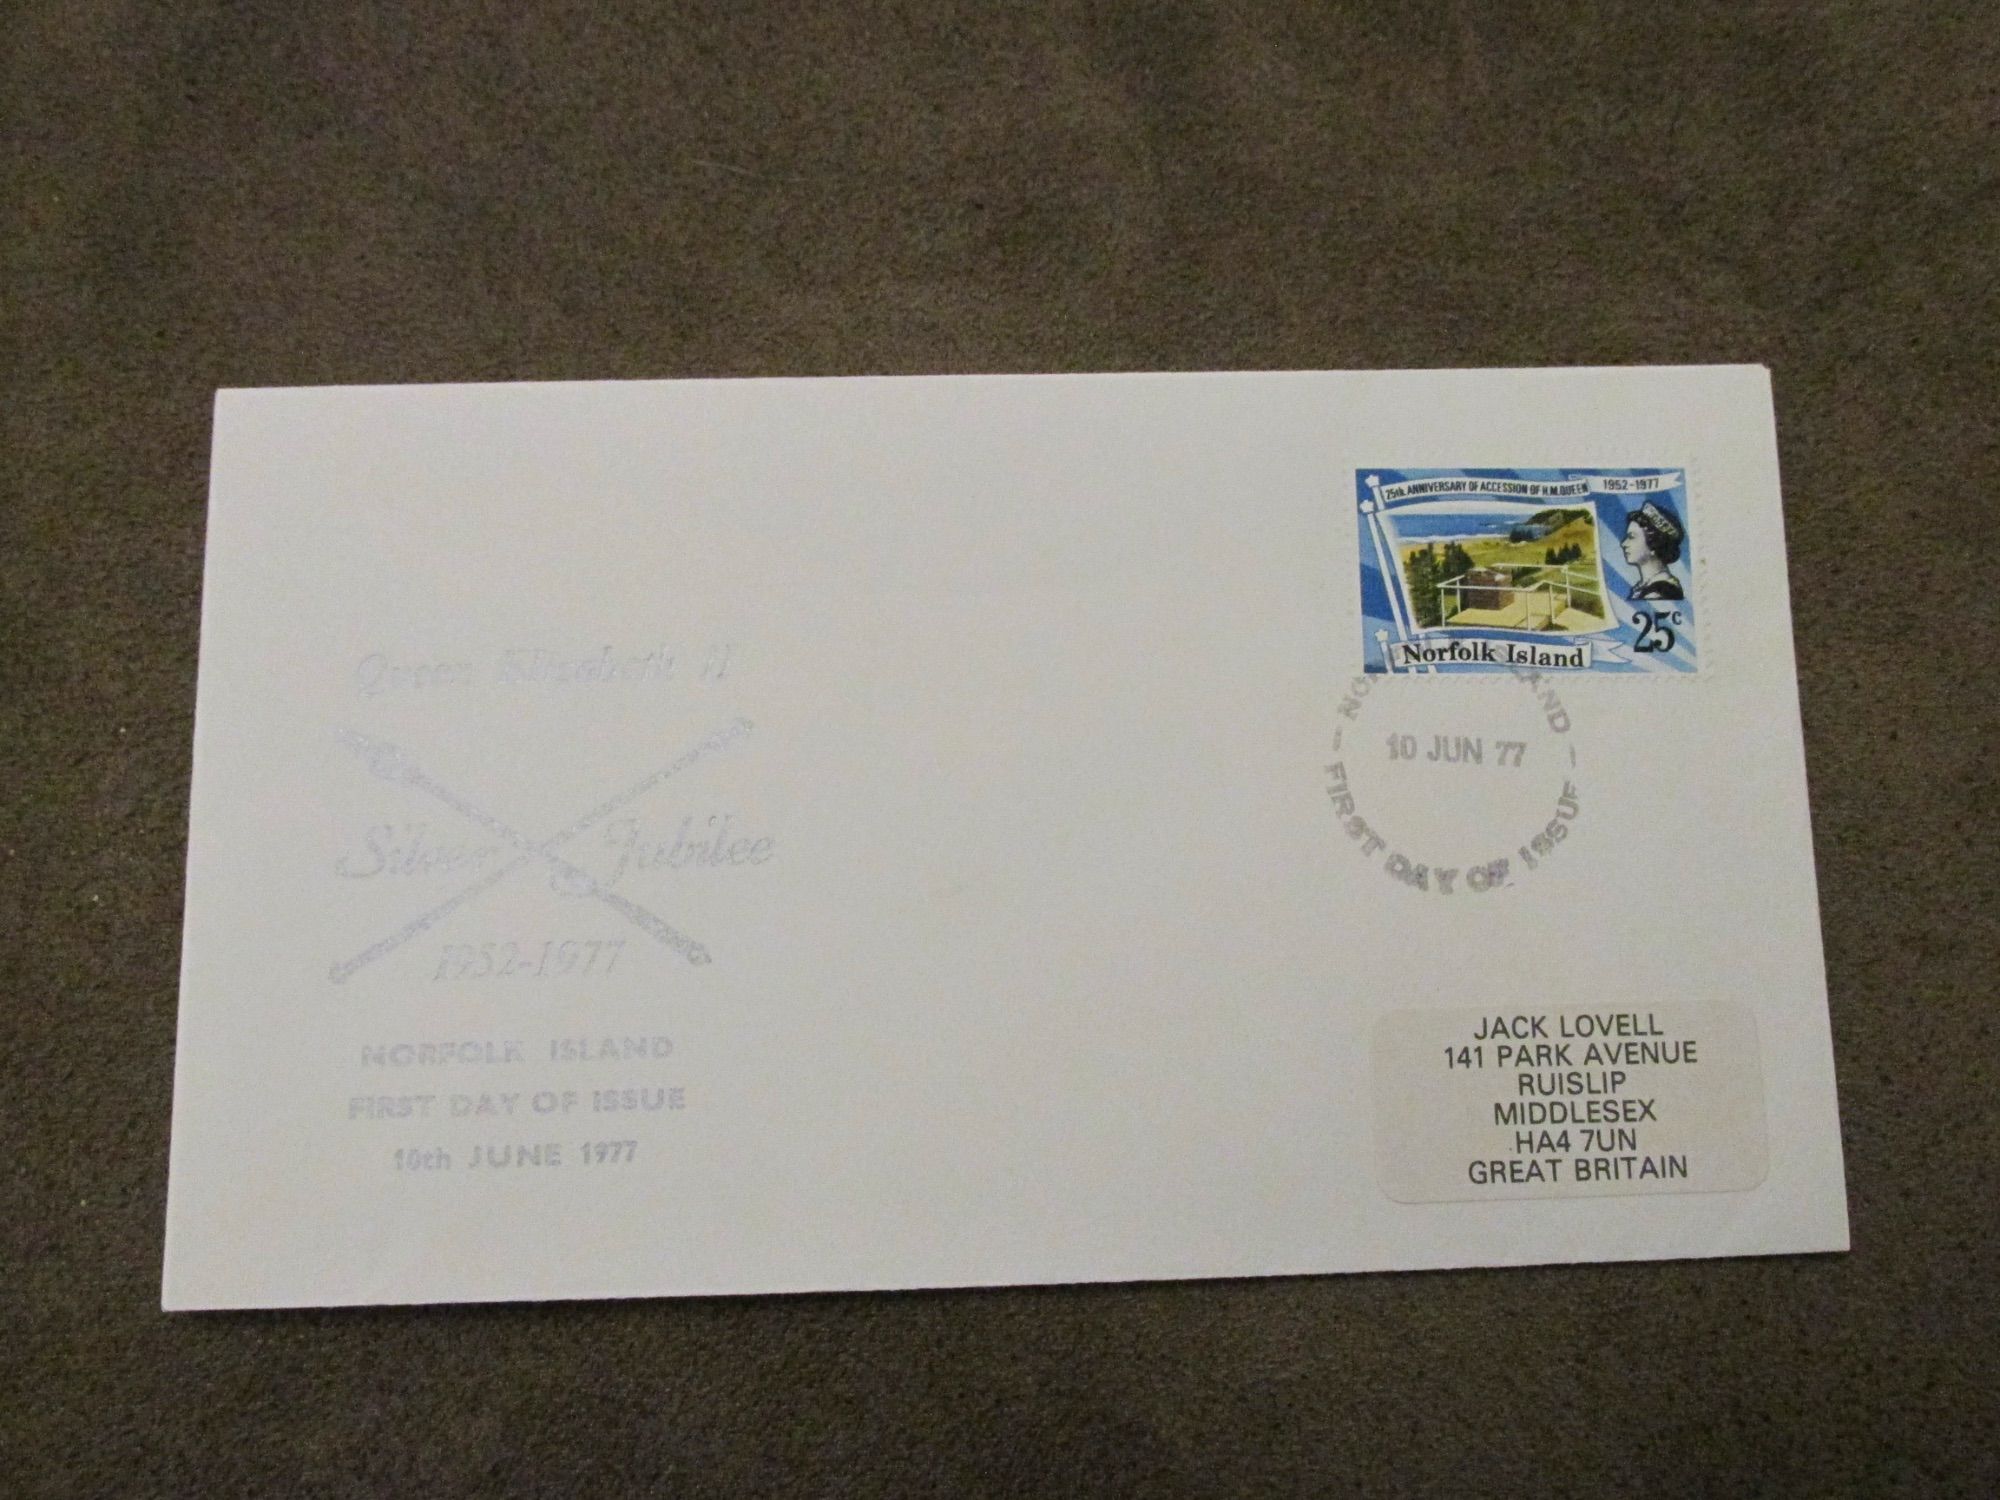 25th ANNIVERSARY OF ACCESSION OF H.M. QUEEN 1952-1977
25c
Norfolk Island
NORFOLK ISLAND
10 JUN 77
FIRST DAY OF ISSUE
Queen Elizabeth II
Silver Jubilee
1952-1977
NORFOLK ISLAND
FIRST DAY OF ISSUE
10th JUNE 1977
JACK LOVELL
141 PARK AVENUE
RUISLIP
MIDDLESEX
HA4 7UN
GREAT BRITAIN